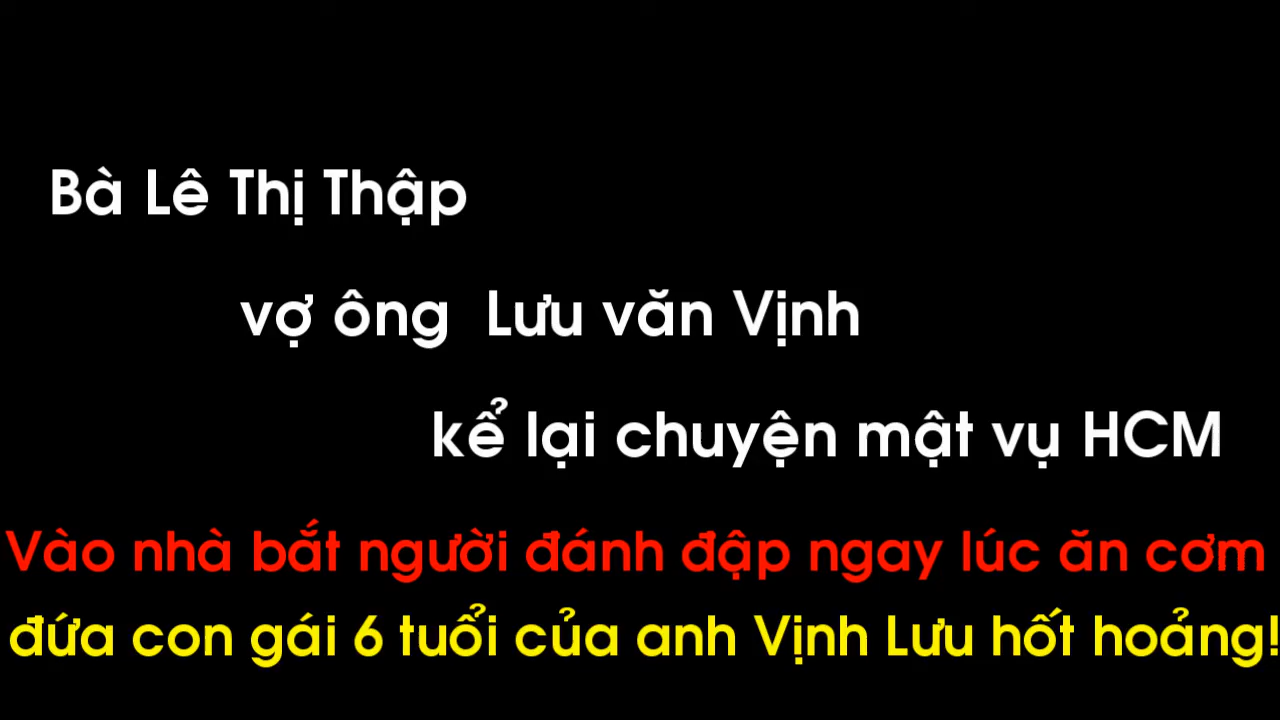 Bà Lê Thị Thập
vợ ông Lưu văn Vịnh
kể lại chuyện mật vụ HCM
Vào nhà bắt người đánh đập ngay lúc ăn cơm
đứa con gái 6 tuổi của anh Vịnh Lưu hốt hoảng!